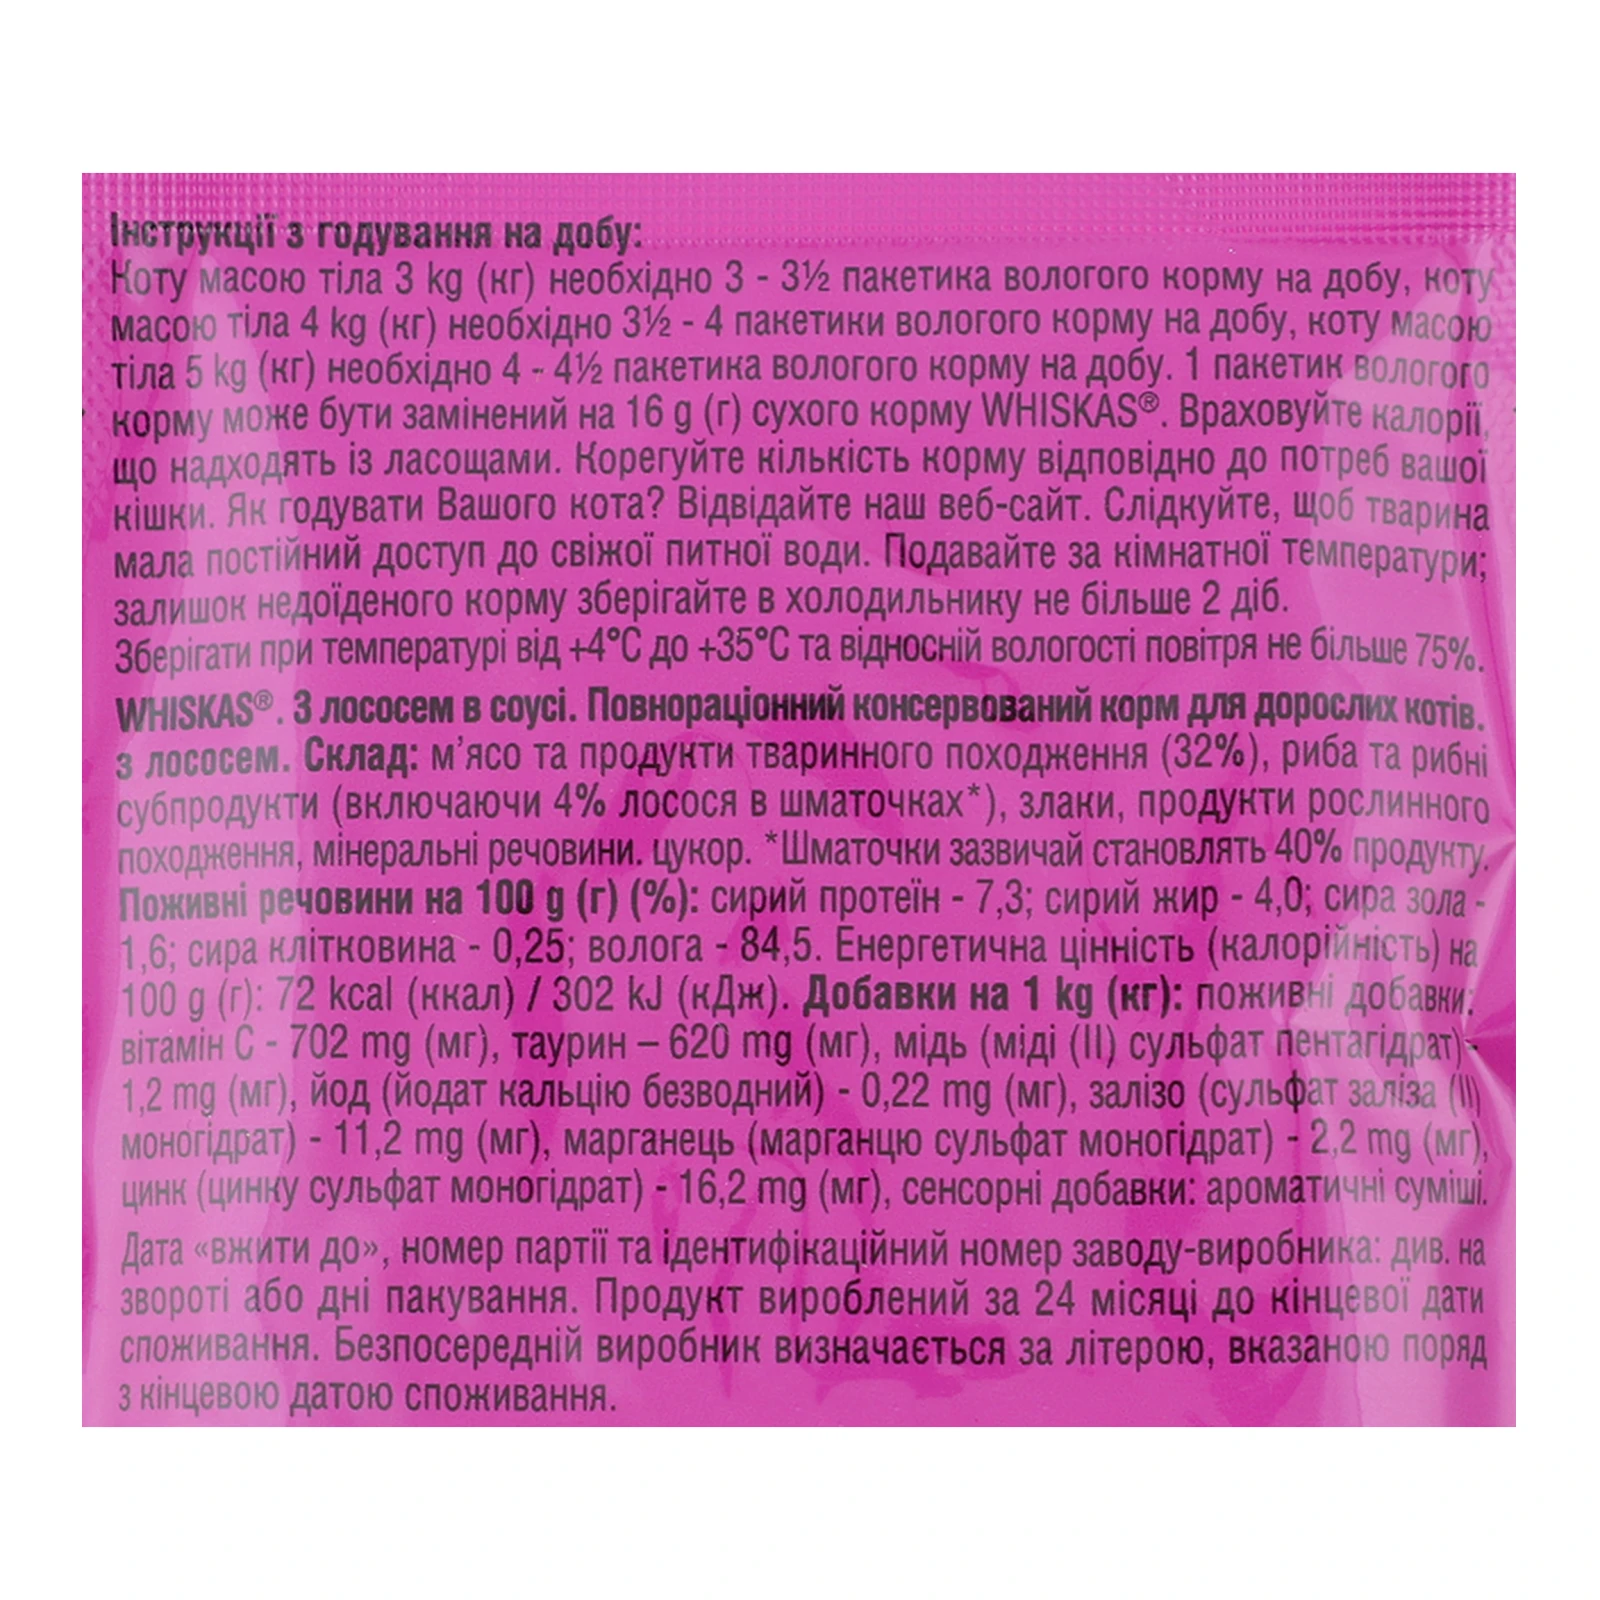 Інструкції з годування на добу:
Коту масою тіла 3 kg (кг) необхідно 3 - 3½ пакетика вологого корму на добу, коту
масою тіла 4 kg (кг) необхідно 3½ - 4 пакетики вологого корму на добу, коту масою
тіла 5 kg (кг) необхідно 4 - 4½ пакетика вологого корму на добу. 1 пакетик вологого
корму може бути замінений на 16 g (г) сухого корму WHISKAS®. Враховуйте калорії,
що надходять із ласощами. Корегуйте кількість корму відповідно до потреб вашої
кішки. Як годувати Вашого кота? Відвідайте наш веб-сайт. Слідкуйте, щоб тварина
мала постійний доступ до свіжої питної води. Подавайте за кімнатної температури;
залишок недоїденого корму зберігайте в холодильнику не більше 2 діб.
Зберігати при температурі від +4°C до +35°C та відносній вологості повітря не більше 75%.
WHISKAS®. З лососем в соусі. Повнораціонний консервований корм для дорослих котів.
з лососем. Склад: м’ясо та продукти тваринного походження (32%), риба та рибні
субпродукти (включаючи 4% лосося в шматочках*), злаки, продукти рослинного
походження, мінеральні речовини. цукор. *Шматочки зазвичай становлять 40% продукту.
Поживні речовини на 100 g (г) (%): сирий протеїн - 7,3; сирий жир - 4,0; сира зола -
1,6; сира клітковина - 0,25; волога - 84,5. Енергетична цінність (калорійність) на
100 g (г): 72 kcal (ккал) / 302 kJ (кДж). Добавки на 1 kg (кг): поживні добавки:
вітамін C - 702 mg (мг), таурин – 620 mg (мг), мідь (міді (II) сульфат пентагідрат) -
1,2 mg (мг), йод (йодат кальцію безводний) - 0,22 mg (мг), залізо (сульфат заліза (II)
моногідрат) - 11,2 mg (мг), марганець (марганцю сульфат моногідрат) - 2,2 mg (мг),
цинк (цинку сульфат моногідрат) - 16,2 mg (мг), сенсорні добавки: ароматичні суміші.
Дата «вжити до», номер партії та ідентифікаційний номер заводу-виробника: див. на
звороті або дні пакування. Продукт вироблений за 24 місяці до кінцевої дати
споживання. Безпосередній виробник визначається за літерою, вказаною поряд
з кінцевою датою споживання.